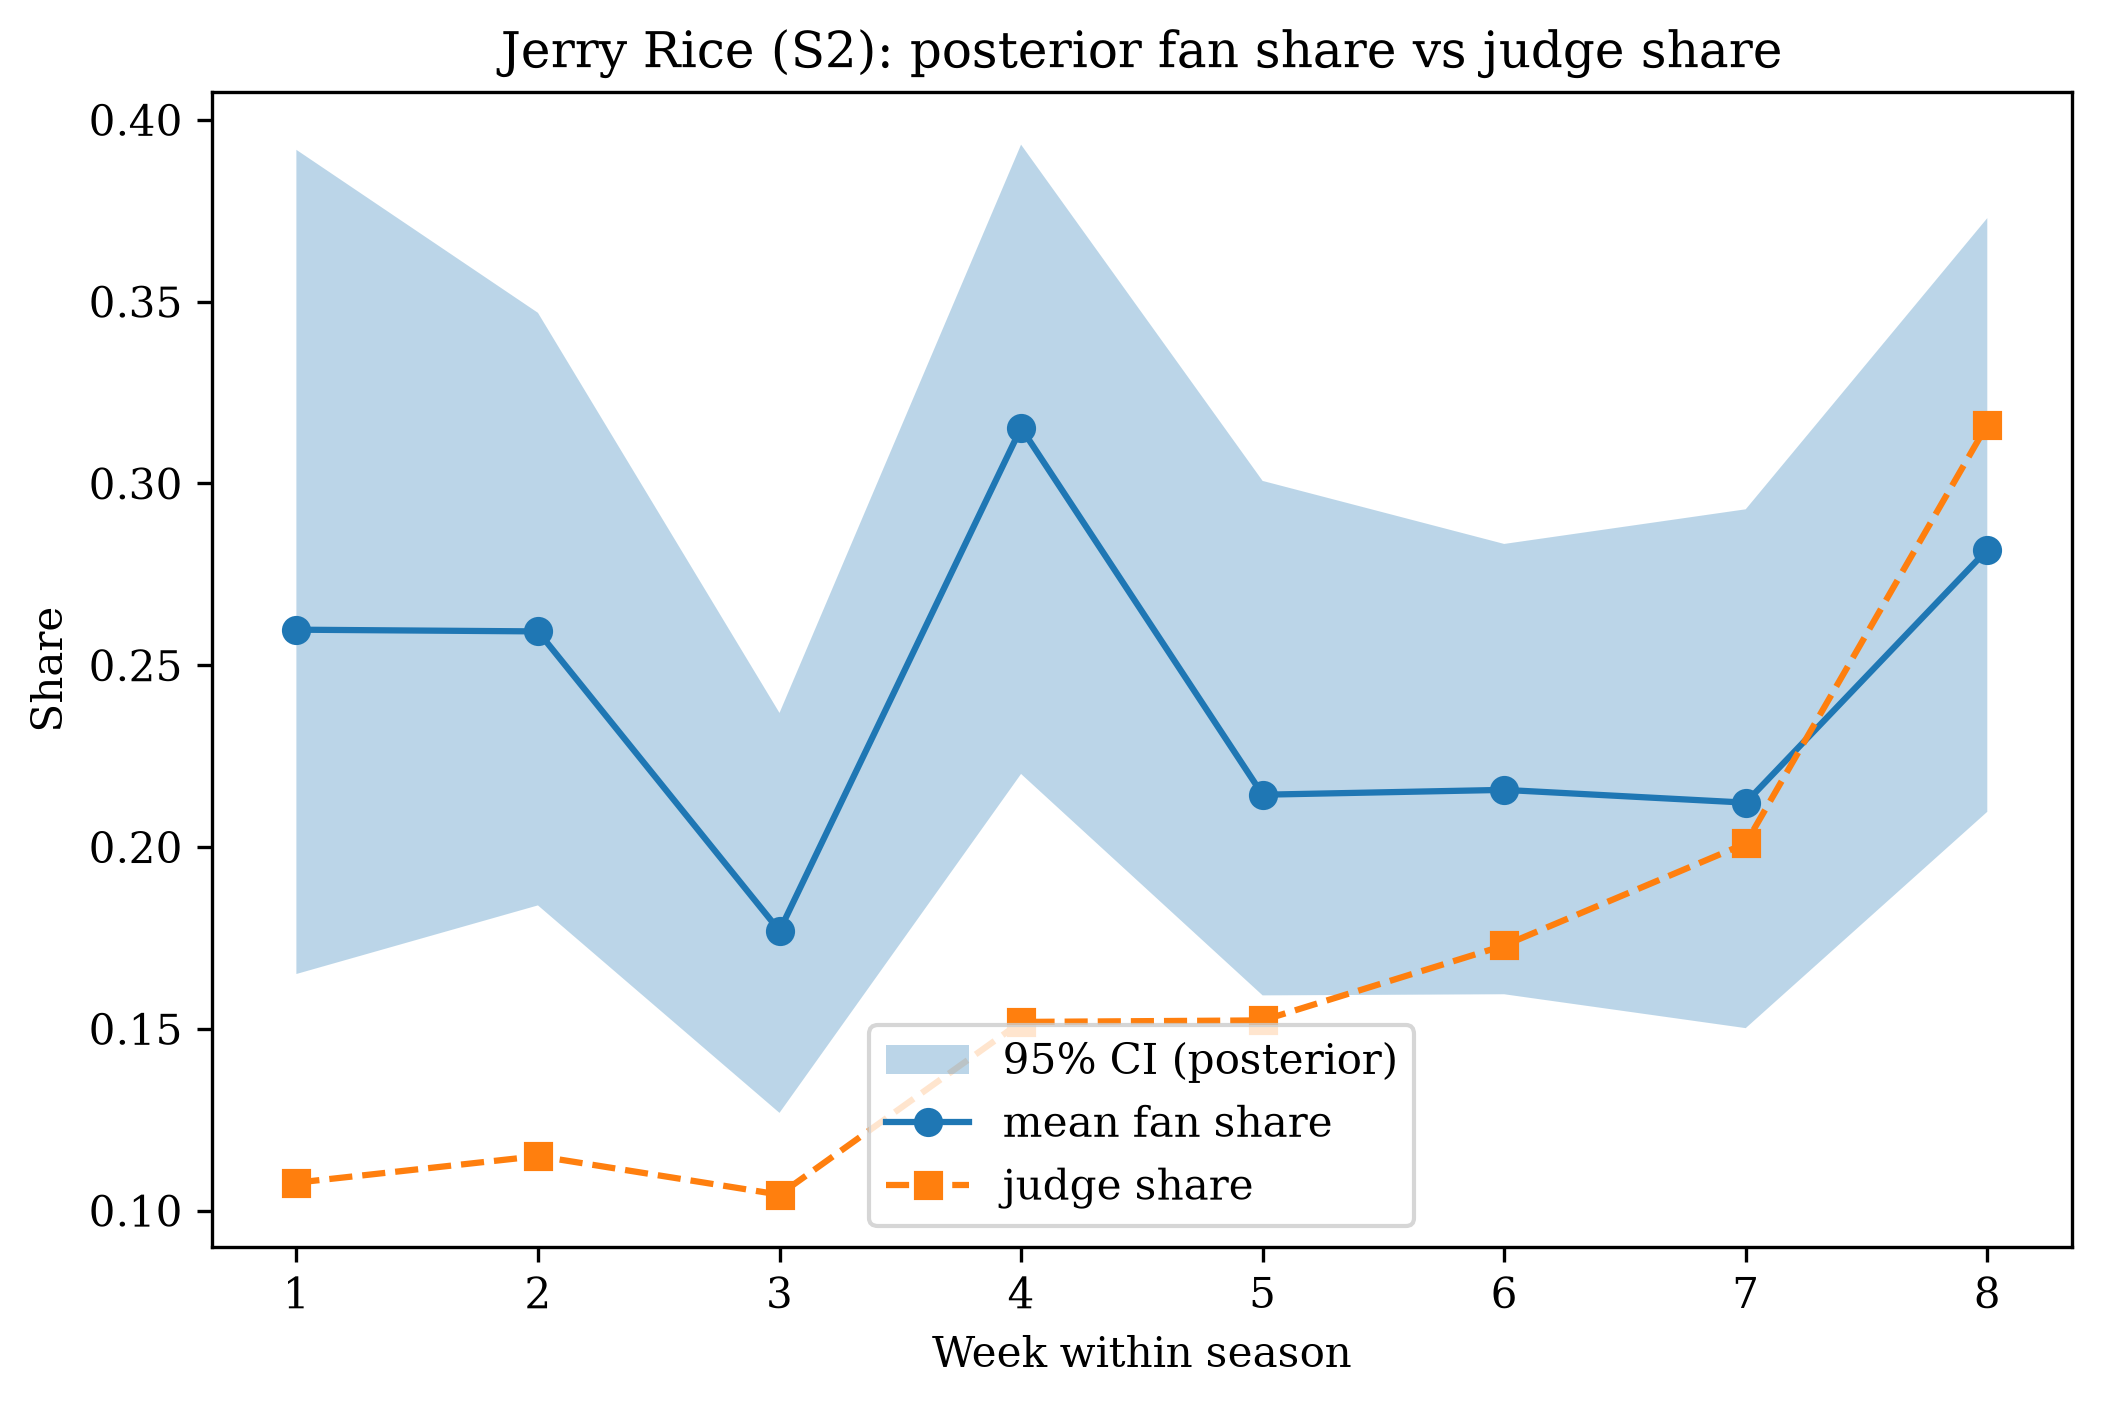 Jerry Rice (S2): posterior fan share vs judge share
0.40
0.35
0.30
0.25
0.20
0.15
0.10
Share
95% CI (posterior)
mean fan share
judge share
1 2 3 4 5 6 7 8
Week within season